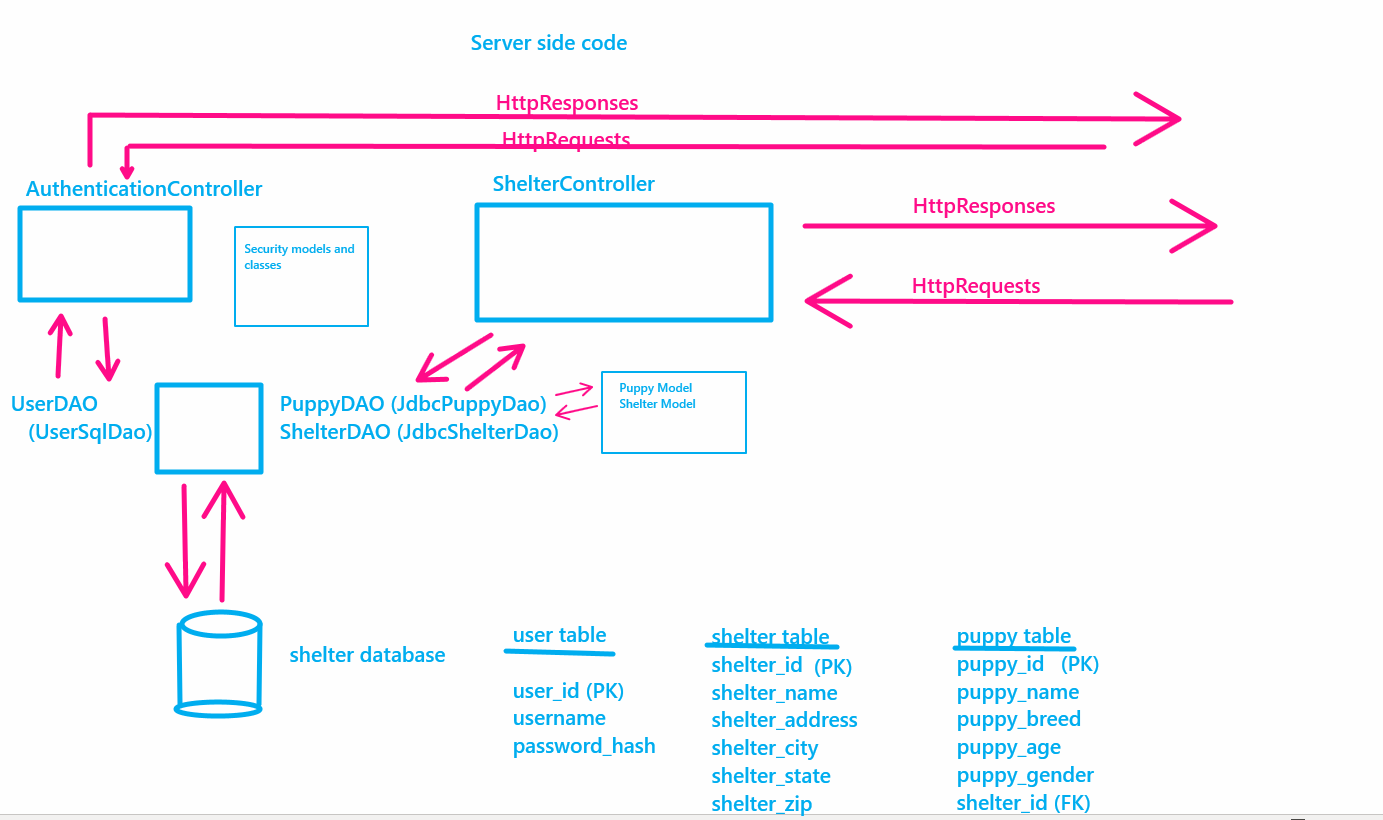 Server side code
HttpResponses
HttpRequests
AuthenticationController
ShelterController
HttpResponses
Security models and
classes
HttpRequests
UserDAO
(UserSqlDao)
PuppyDAO (JdbcPuppyDao)
ShelterDAO (JdbcShelterDao)
Puppy Model
Shelter Model
shelter database
user table
user_id (PK)
username
password_hash
shelter table
shelter_id (PK)
shelter_name
shelter_address
shelter_city
shelter_state
shelter_zip
puppy table
puppy_id (PK)
puppy_name
puppy_breed
puppy_age
puppy_gender
shelter_id (FK)